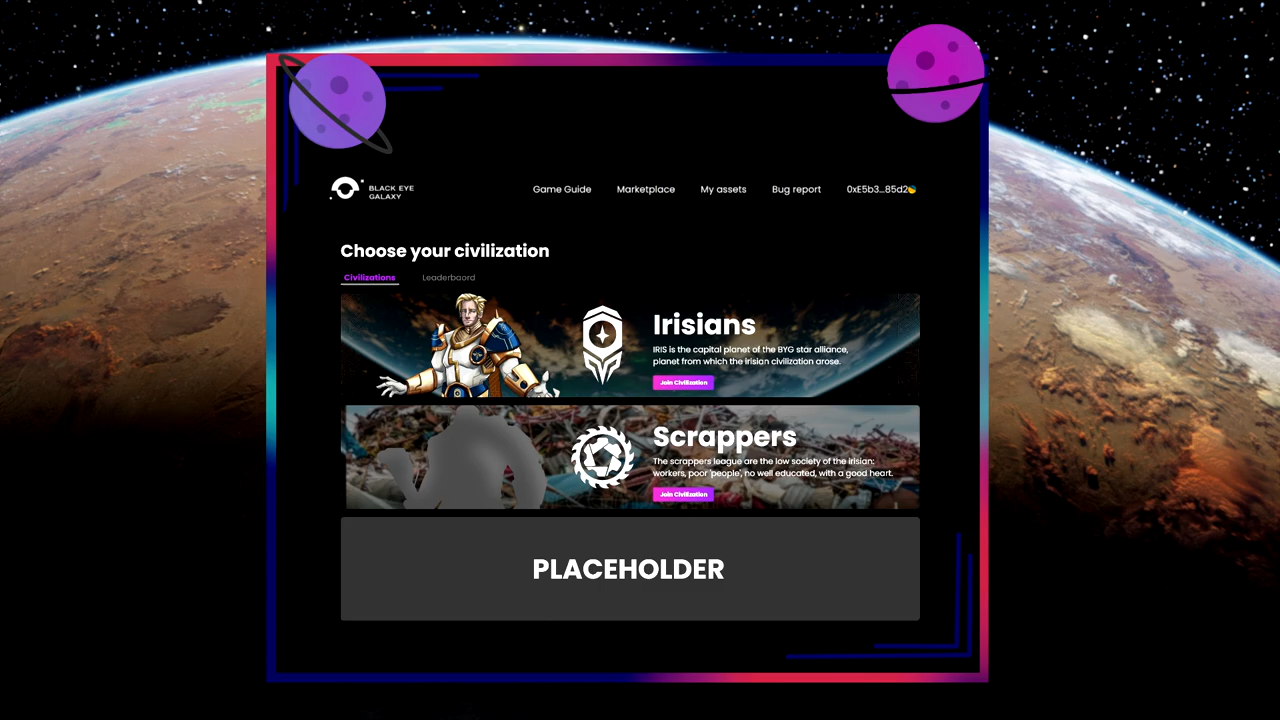 BLACK EYE
GALAXY
Game Guide Marketplace My assets Bug report 0xE5b3...85d2
Choose your civilization
Civilizations Leaderbaord
Irisians
IRIS is the capital planet of the BYG star alliance,
planet from which the irisian civilization arose.
Join Civilization
Scrappers
The scrappers league are the low society of the Irisian:
workers, poor 'people', no well educated, with a good heart.
Join Civilization
PLACEHOLDER